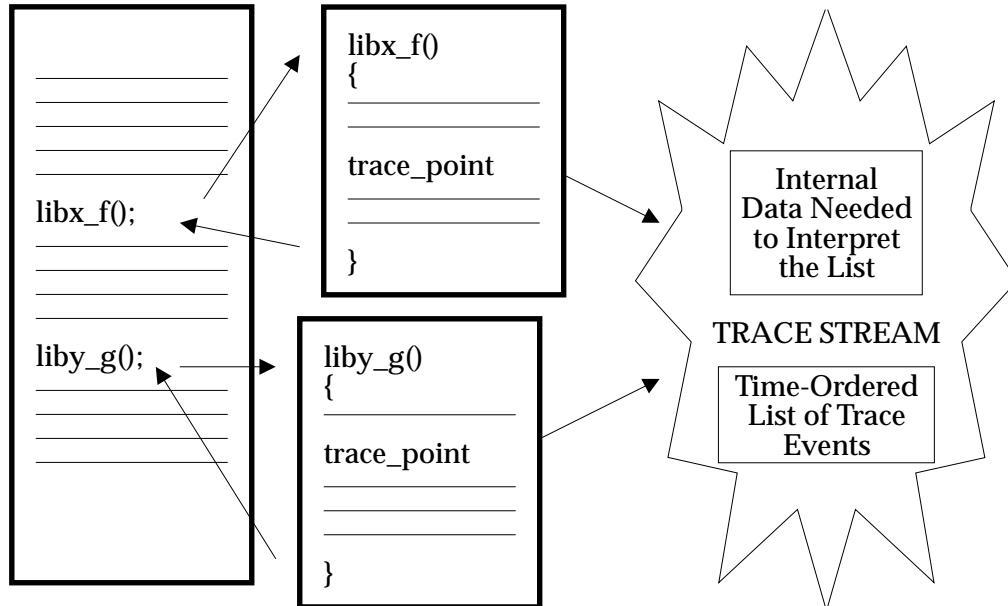 libx_f();
liby_g();
libx_f()
{
trace_point
}
liby_g()
{
trace_point
}
Internal
Data Needed
to Interpret
the List
TRACE STREAM
Time-Ordered
List of Trace
Events